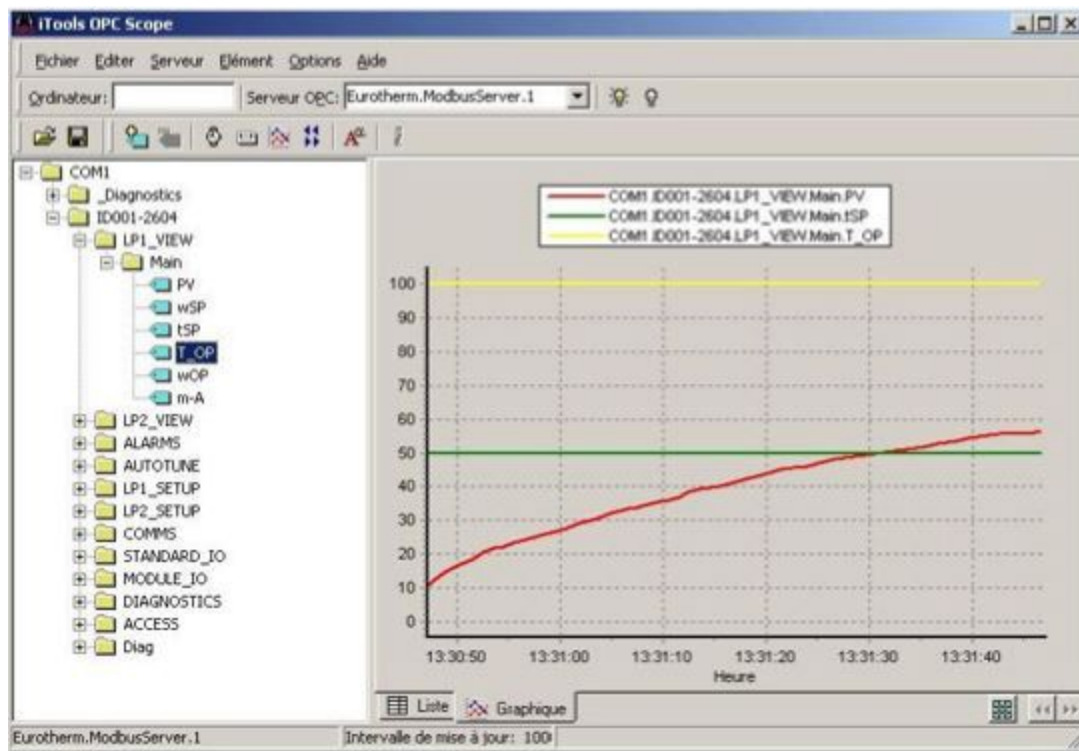 iTools OPC Scope
Fichier Editer Serveur Elément Options Aide
Ordinateur: Serveur OPC: Eurotherm.ModbusServer.1
COM1
_Diagnostics
ID001-2604
LP1_VIEW
Main
PV
wSP
tSP
T_OP
wOP
m-A
LP2_VIEW
ALARMS
AUTOTUNE
LP1_SETUP
LP2_SETUP
COMMS
STANDARD_IO
MODULE_IO
DIAGNOSTICS
ACCESS
Diag
COM1.ID001-2604.LP1_VIEW.Main.PV
COM1.ID001-2604.LP1_VIEW.Main.tSP
COM1.ID001-2604.LP1_VIEW.Main.T_OP
100
90
80
70
60
50
40
30
20
10
0
13:30:50 13:31:00 13:31:10 13:31:20 13:31:30 13:31:40
Heure
Liste Graphique
Eurotherm.ModbusServer.1 Intervalle de mise à jour: 100